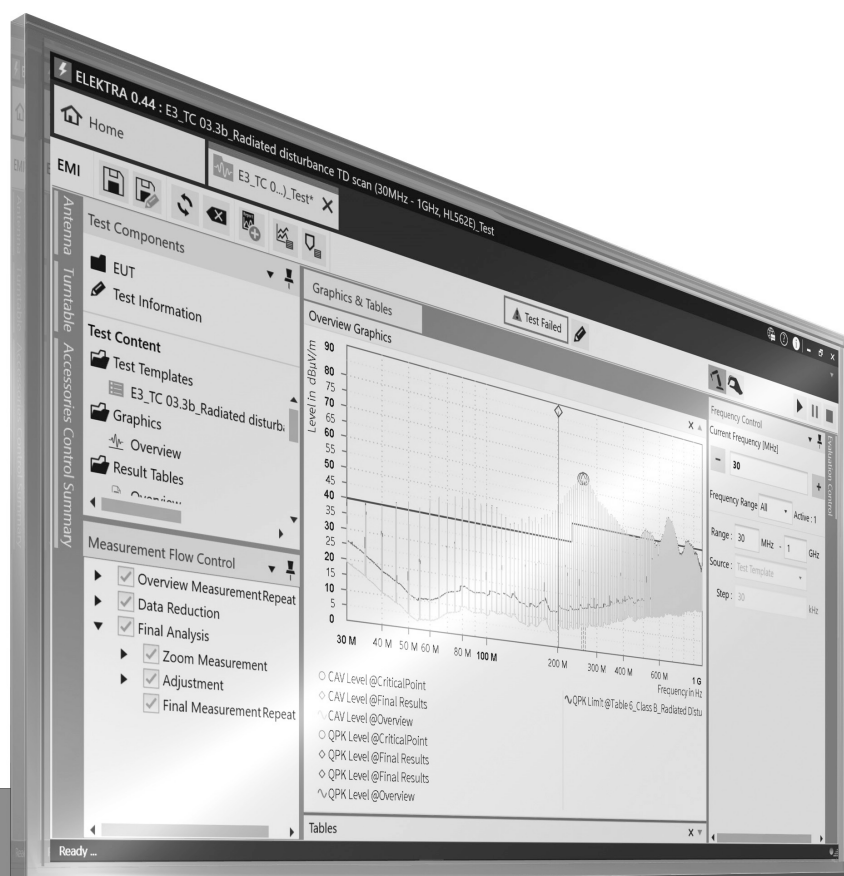 ELEKTRA 0.44 : E3_TC 03.3b_Radiated disturbance TD scan (30MHz - 1GHz, HL562E)_Test
Home
E3_TC 0...)_Test*
EMI
Antenna Turntable Accessories Control Summary
Test Components
EUT
Test Information
Test Content
Test Templates
E3_TC 03.3b_Radiated disturb
Graphics
Overview
Result Tables
Overview
Measurement Flow Control
Overview Measurement Repeat
Data Reduction
Final Analysis
Zoom Measurement
Adjustment
Final Measurement Repeat
Ready ...
Graphics & Tables
Test Failed
Overview Graphics
Level in dBµV/m
90
80
75
70
65
60
55
50
45
40
35
30
25
20
15
10
5
0
30 M 40 M 50 M 60 M 80 M 100 M 200 M 300 M 400 M 600 M 1 G
Frequency in Hz
CAV Level @CriticalPoint
CAV Level @Final Results
CAV Level @Overview
QPK Level @CriticalPoint
QPK Level @Final Results
QPK Level @Final Results
QPK Level @Overview
QPK Limit @Table 6_Class B_Radiated Distu
Tables
Frequency Control
Current Frequency [MHz]
- 30 +
Frequency Range All Active : 1
Range : 30 MHz - 1 GHz
Source : Test Template
Step : 30 kHz
Evaluation Control